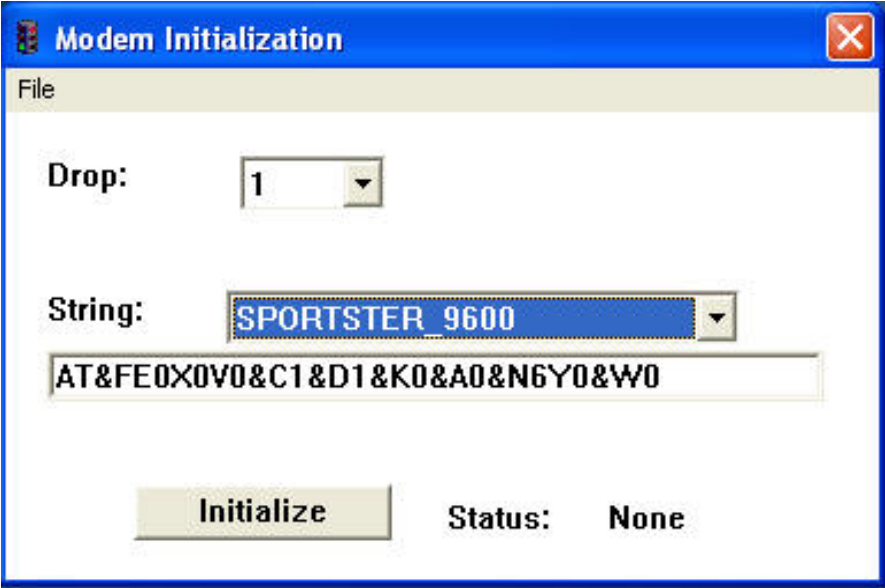 Modem Initialization
File
Drop: 1
String: SPORTSTER_9600
AT&FE0X0V0&C1&D1&K0&A0&N6Y0&W0
Initialize Status: None